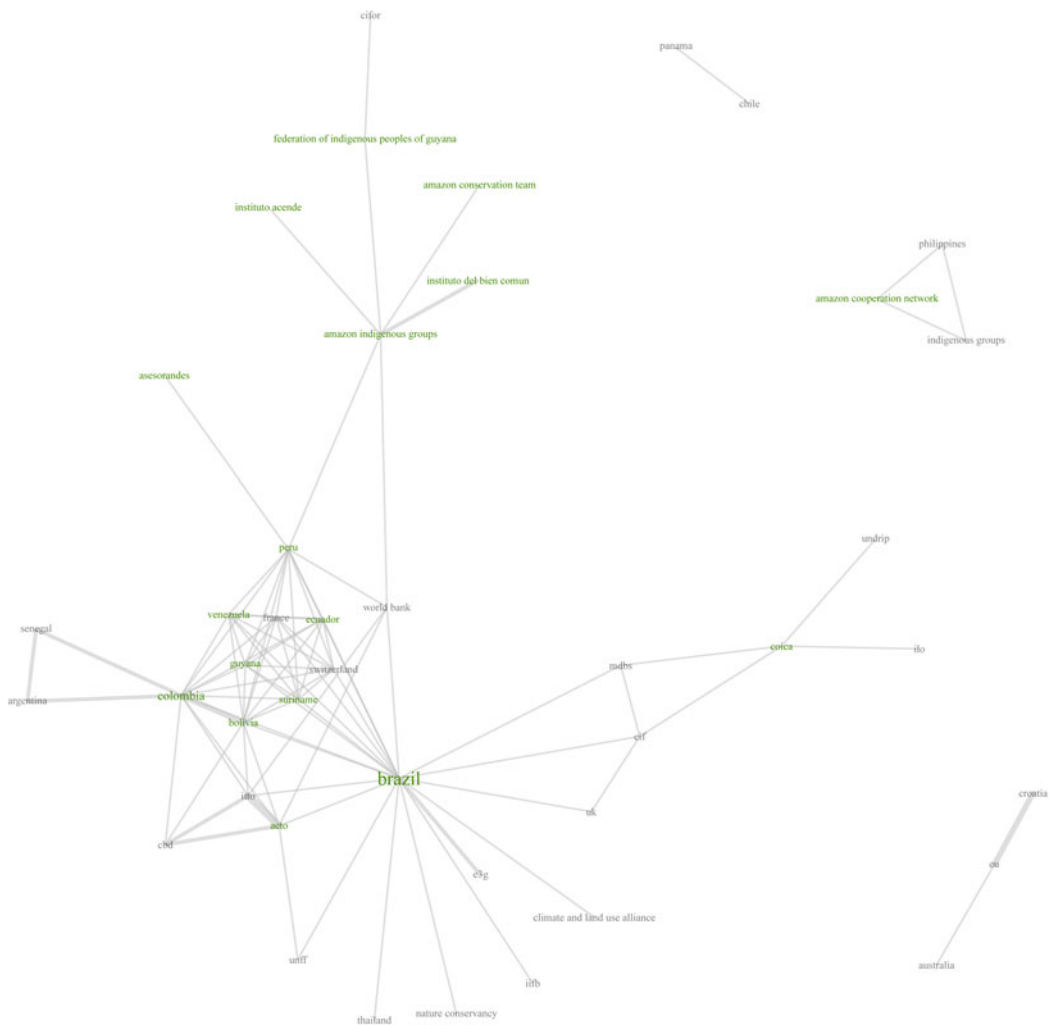 cifor
panama
chile
federation of indigenous peoples of guyana
amazon conservation team
instituto acende
philippines
instituto del bien comun
amazon cooperation network
amazon indigenous groups
indigenous groups
asesorandes
undrip
peru
world bank
venezuela
france
ecuador
senegal
coica
ilo
guyana
switzerland
mdbs
colombia
suriname
argentina
bolivia
cif
brazil
croatia
uk
acto
cbd
eu
e3g
climate and land use alliance
unff
australia
nature conservancy
thailand